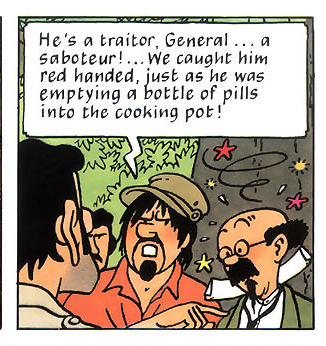 He's a traitor, General ... a
saboteur!... We caught him
red handed, just as he was
emptying a bottle of pills
into the cooking pot!